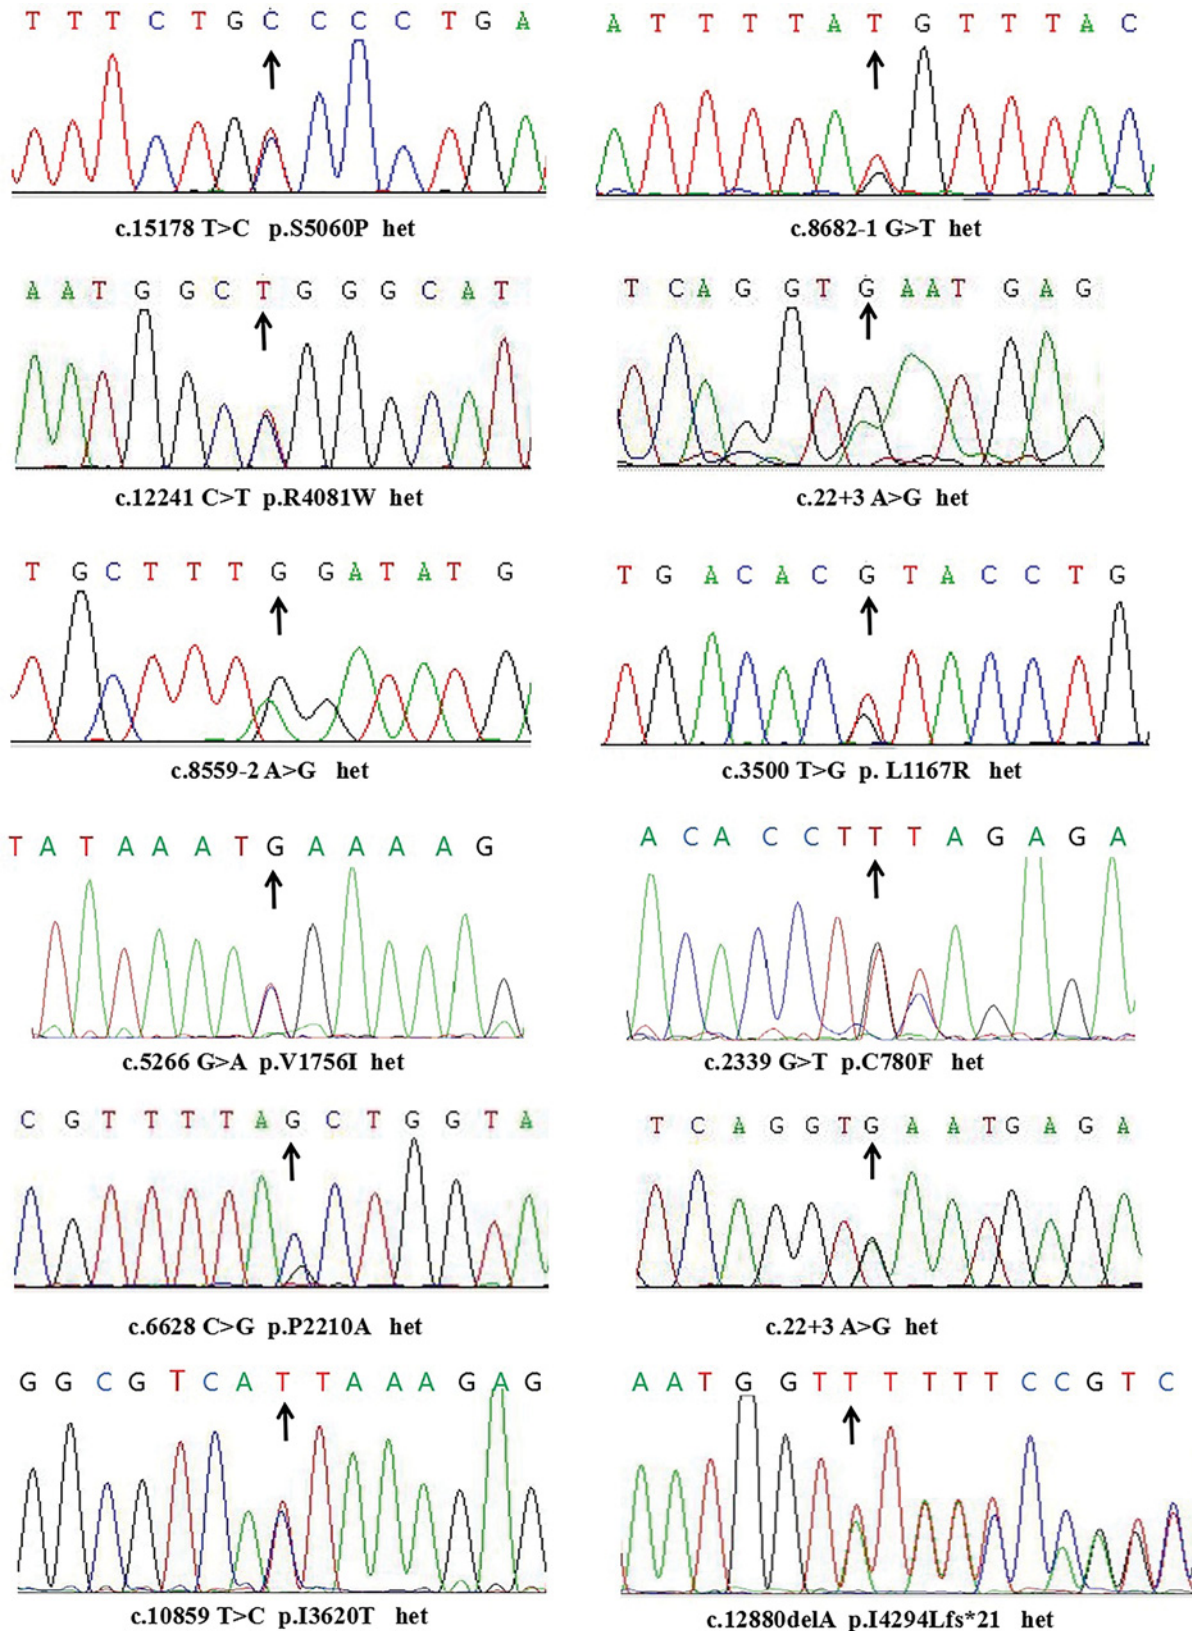 T T T C T G C C C C T G A
A T T T T A T G T T T A C
c.15178 T>C p.S5060P het
c.8682-1 G>T het
A A T G G C T G G G C A T
T C A G G T G A A T G A G
c.12241 C>T p.R4081W het
c.22+3 A>G het
T G C T T T G G A T A T G
T G A C A C G T A C C T G
c.8559-2 A>G het
c.3500 T>G p. L1167R het
T A T A A A T G A A A A G
A C A C C T T T A G A G A
c.5266 G>A p.V1756I het
c.2339 G>T p.C780F het
C G T T T T A G C T G G T A
T C A G G T G A A T G A G A
c.6628 C>G p.P2210A het
c.22+3 A>G het
G G C G T C A T T A A A G A G
A A T G G T T T T T T C C G T C
c.10859 T>C p.I3620T het
c.12880delA p.I4294Lfs*21 het